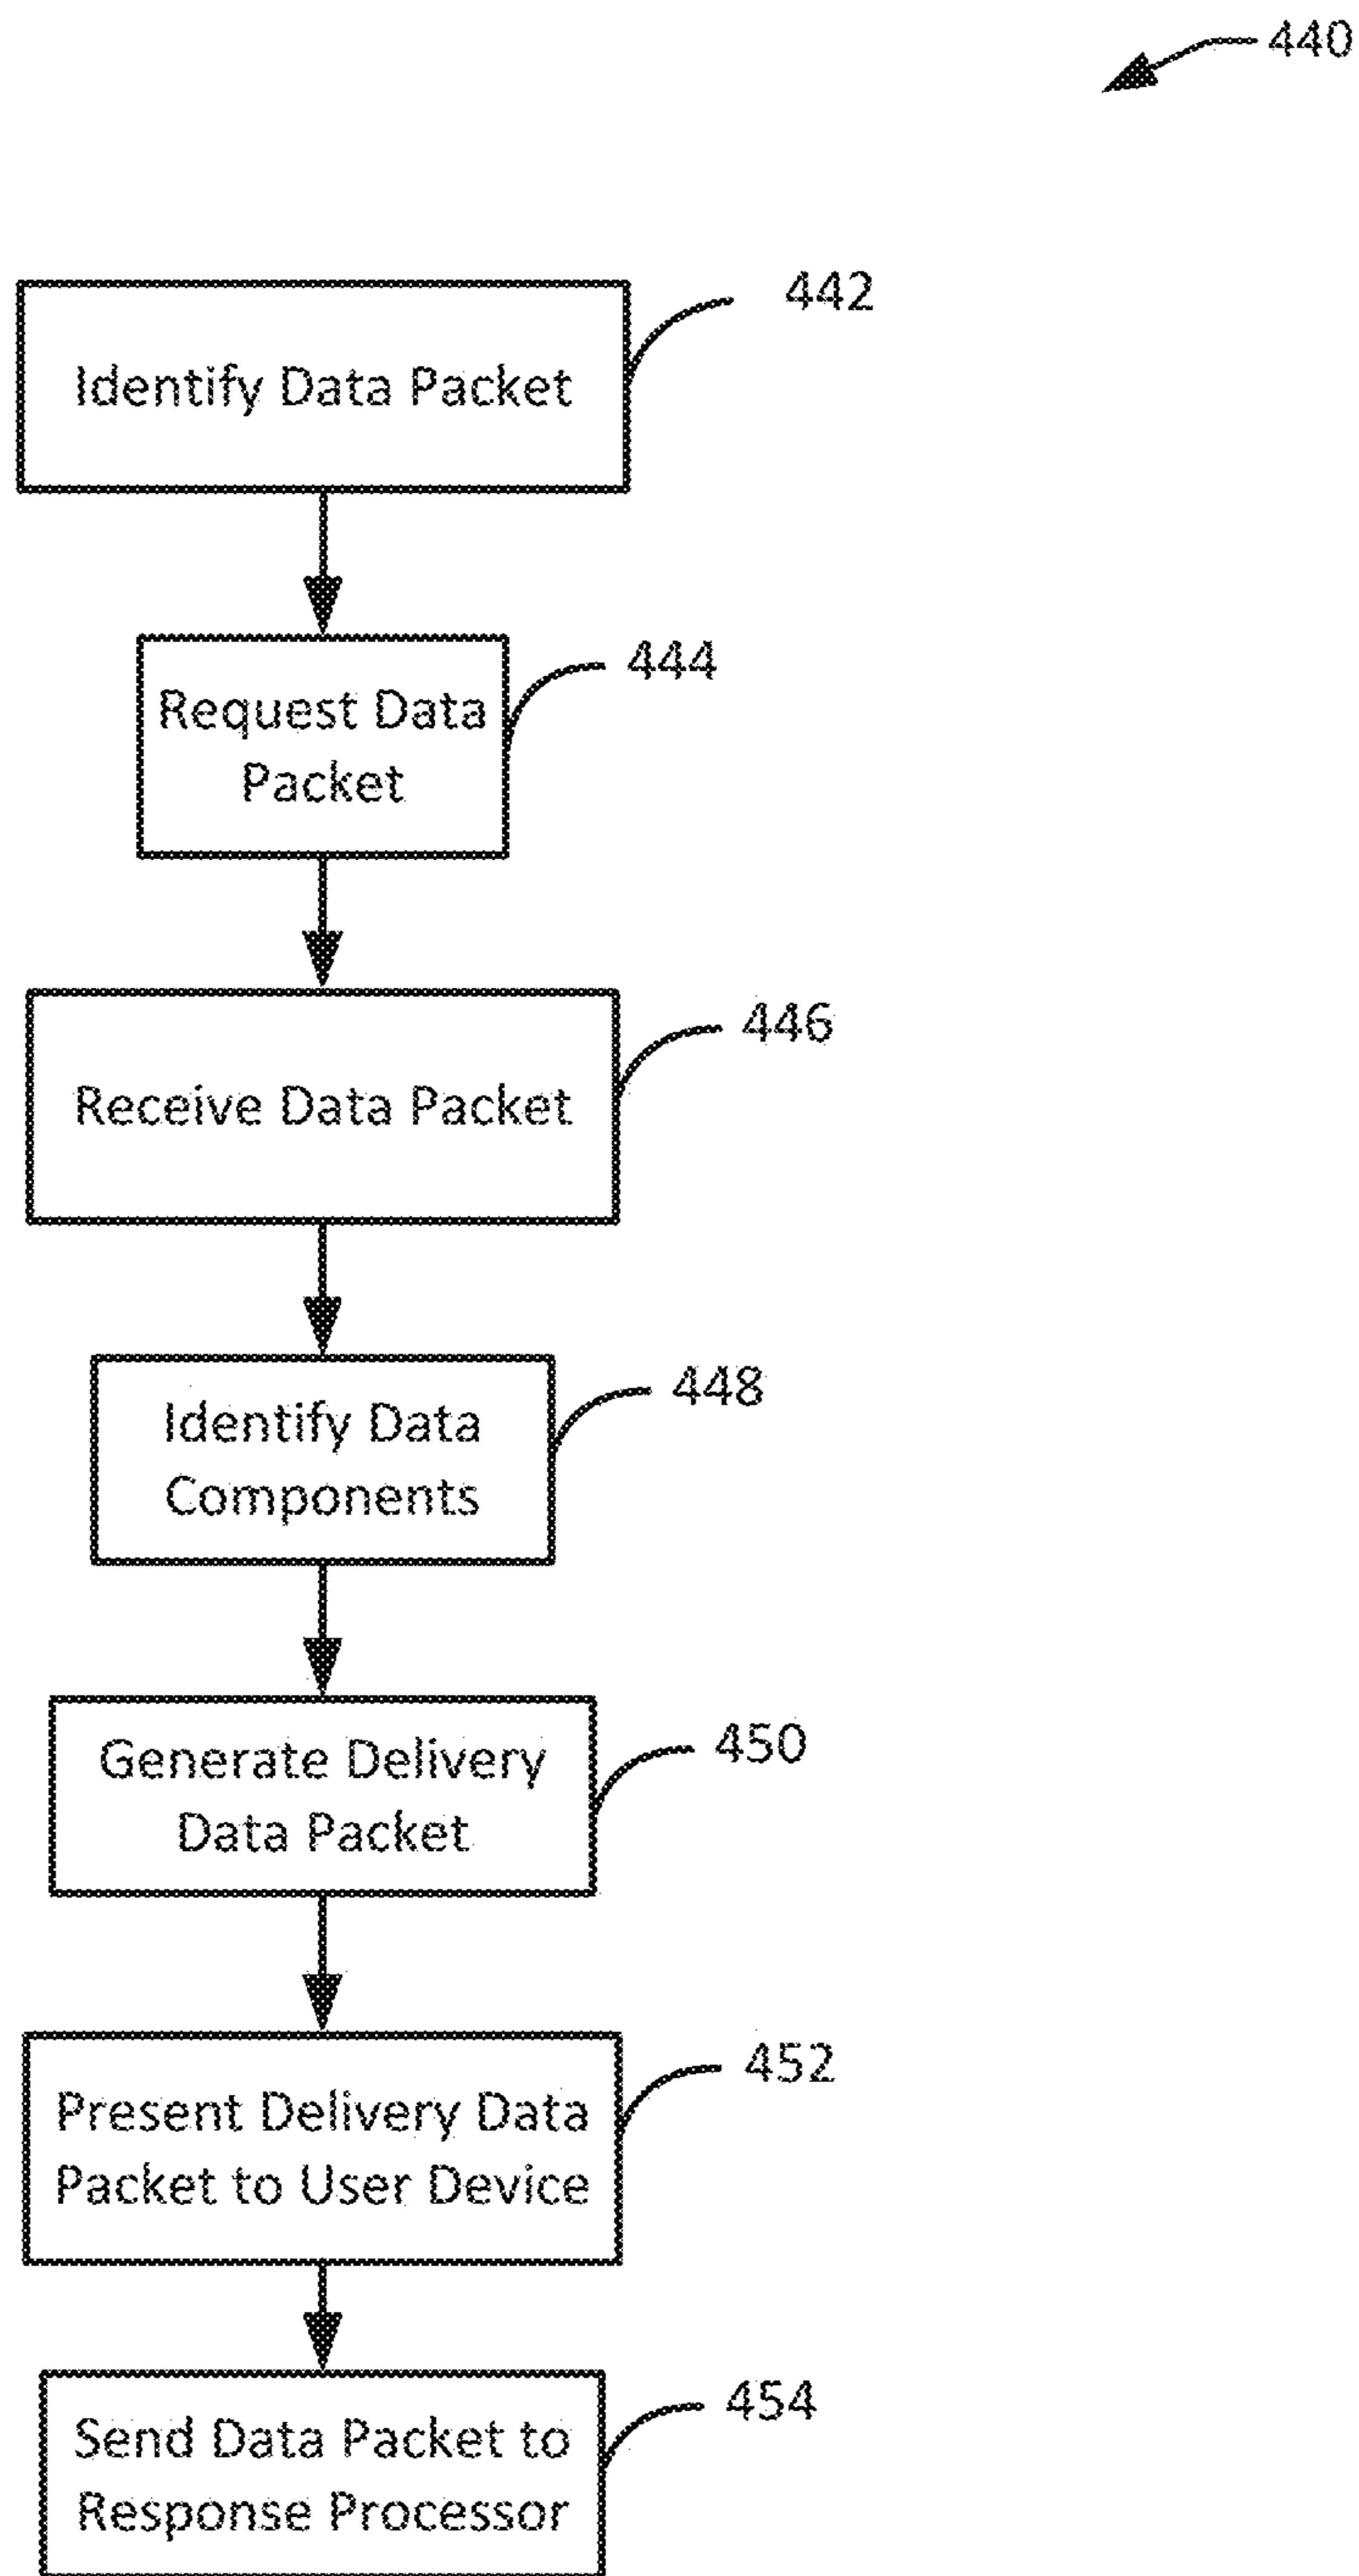 440
442
Identify Data Packet
444
Request Data
Packet
446
Receive Data Packet
448
Identify Data
Components
450
Generate Delivery
Data Packet
452
Present Delivery Data
Packet to User Device
454
Send Data Packet to
Response Processor